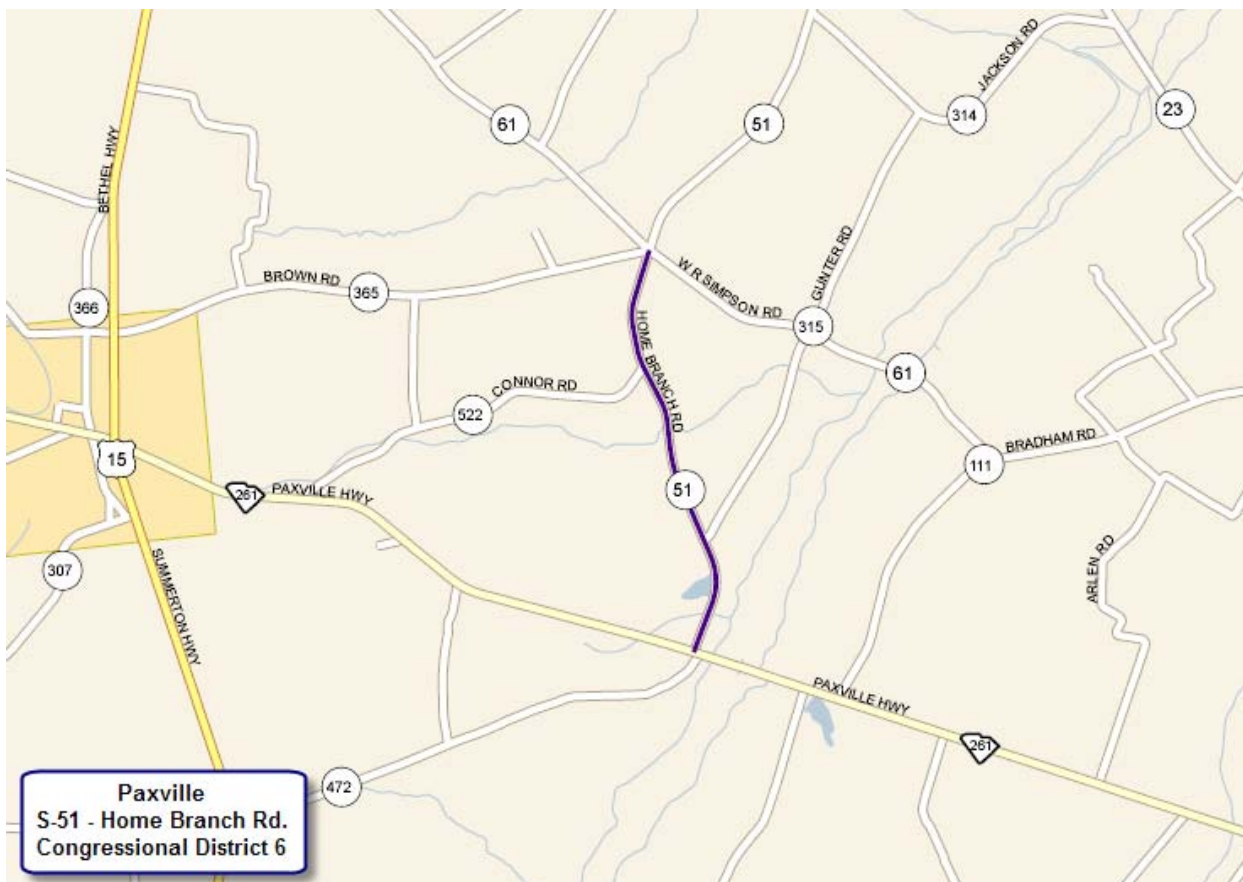 JACKSON RD
61
51
314
23
BETHEL HWY
GUNTER RD
BROWN RD
W R SIMPSON RD
365
366
315
HOME BRANCH RD
61
CONNOR RD
522
BRADHAM RD
15
111
PAXVILLE HWY
261
51
307
SUMMERTON HWY
ARLEN RD
PAXVILLE HWY
261
472
Paxville
S-51 - Home Branch Rd.
Congressional District 6